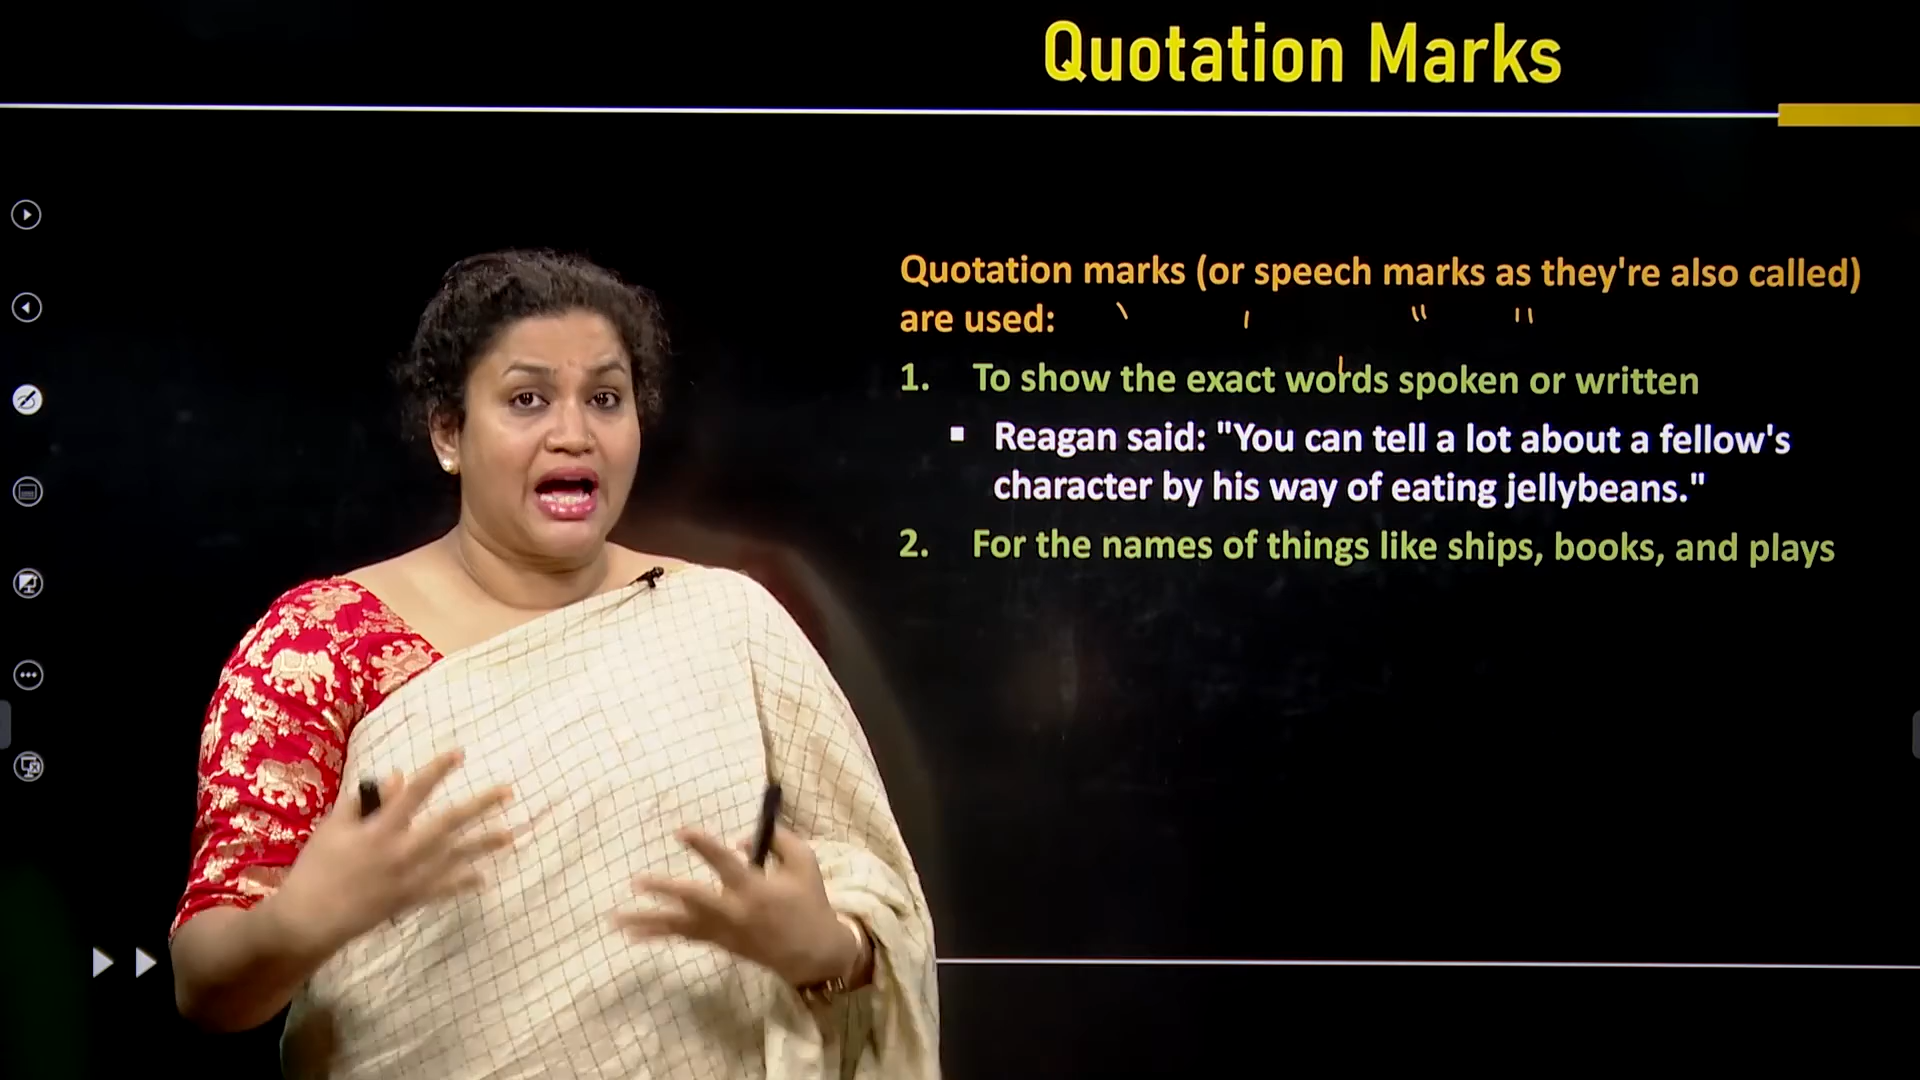 Quotation Marks
Quotation marks (or speech marks as they're also called)
are used:
1. To show the exact words spoken or written
▪ Reagan said: "You can tell a lot about a fellow's
character by his way of eating jellybeans."
2. For the names of things like ships, books, and plays